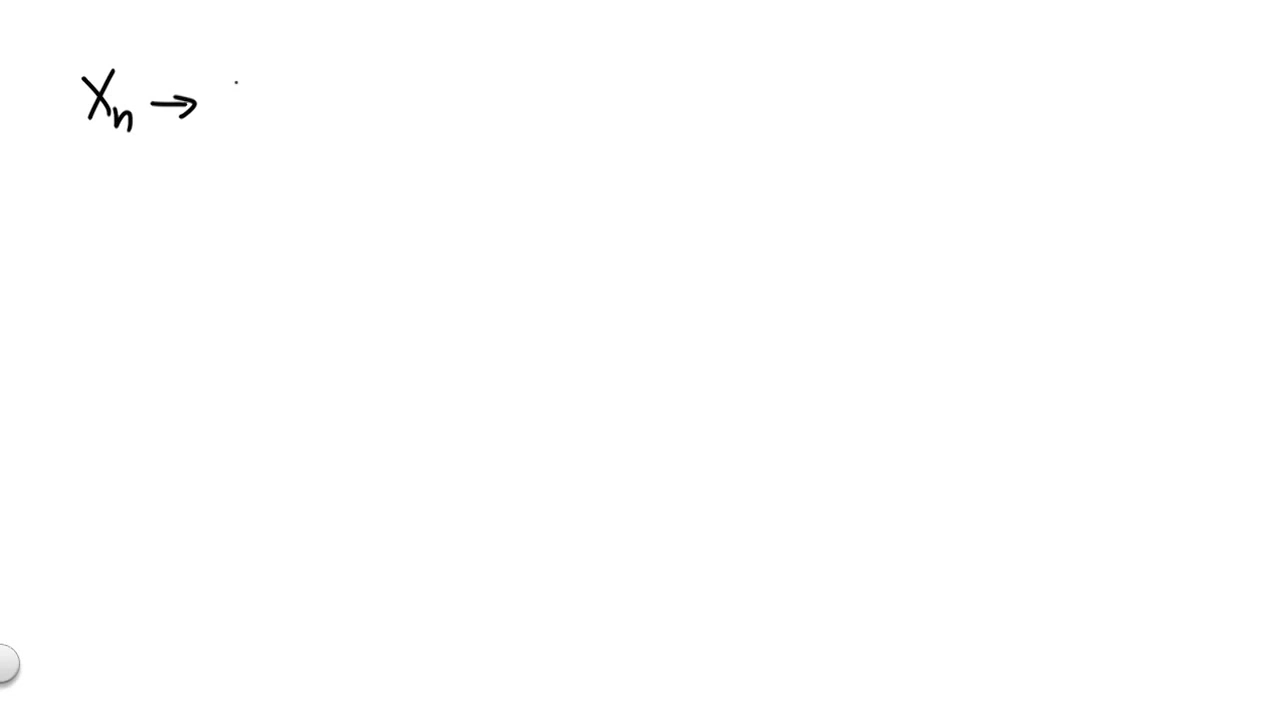 Xₙ →